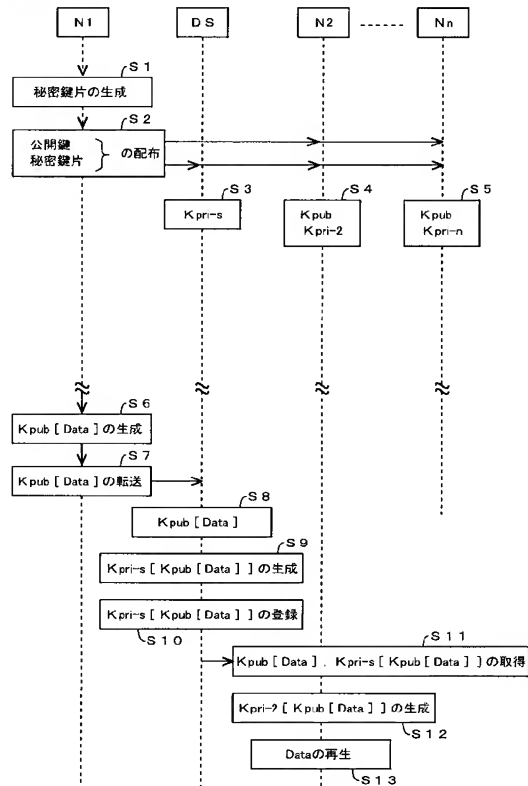 N1 DS N2 Nn
S1
秘密鍵片の生成
S2
公開鍵
秘密鍵片 } の配布
S3 S4 S5
Kpri-s
Kpub
Kpri-2
Kpub
Kpri-n
S6
Kpub [Data] の生成
S7
Kpub [Data] の転送
S8
Kpub [Data]
S9
Kpri-s [Kpub [Data]] の生成
Kpri-s [Kpub [Data]] の登録
S10
S11
Kpub [Data] , Kpri-s [Kpub [Data]] の取得
Kpri-2 [Kpub [Data]] の生成
S12
Dataの再生
S13